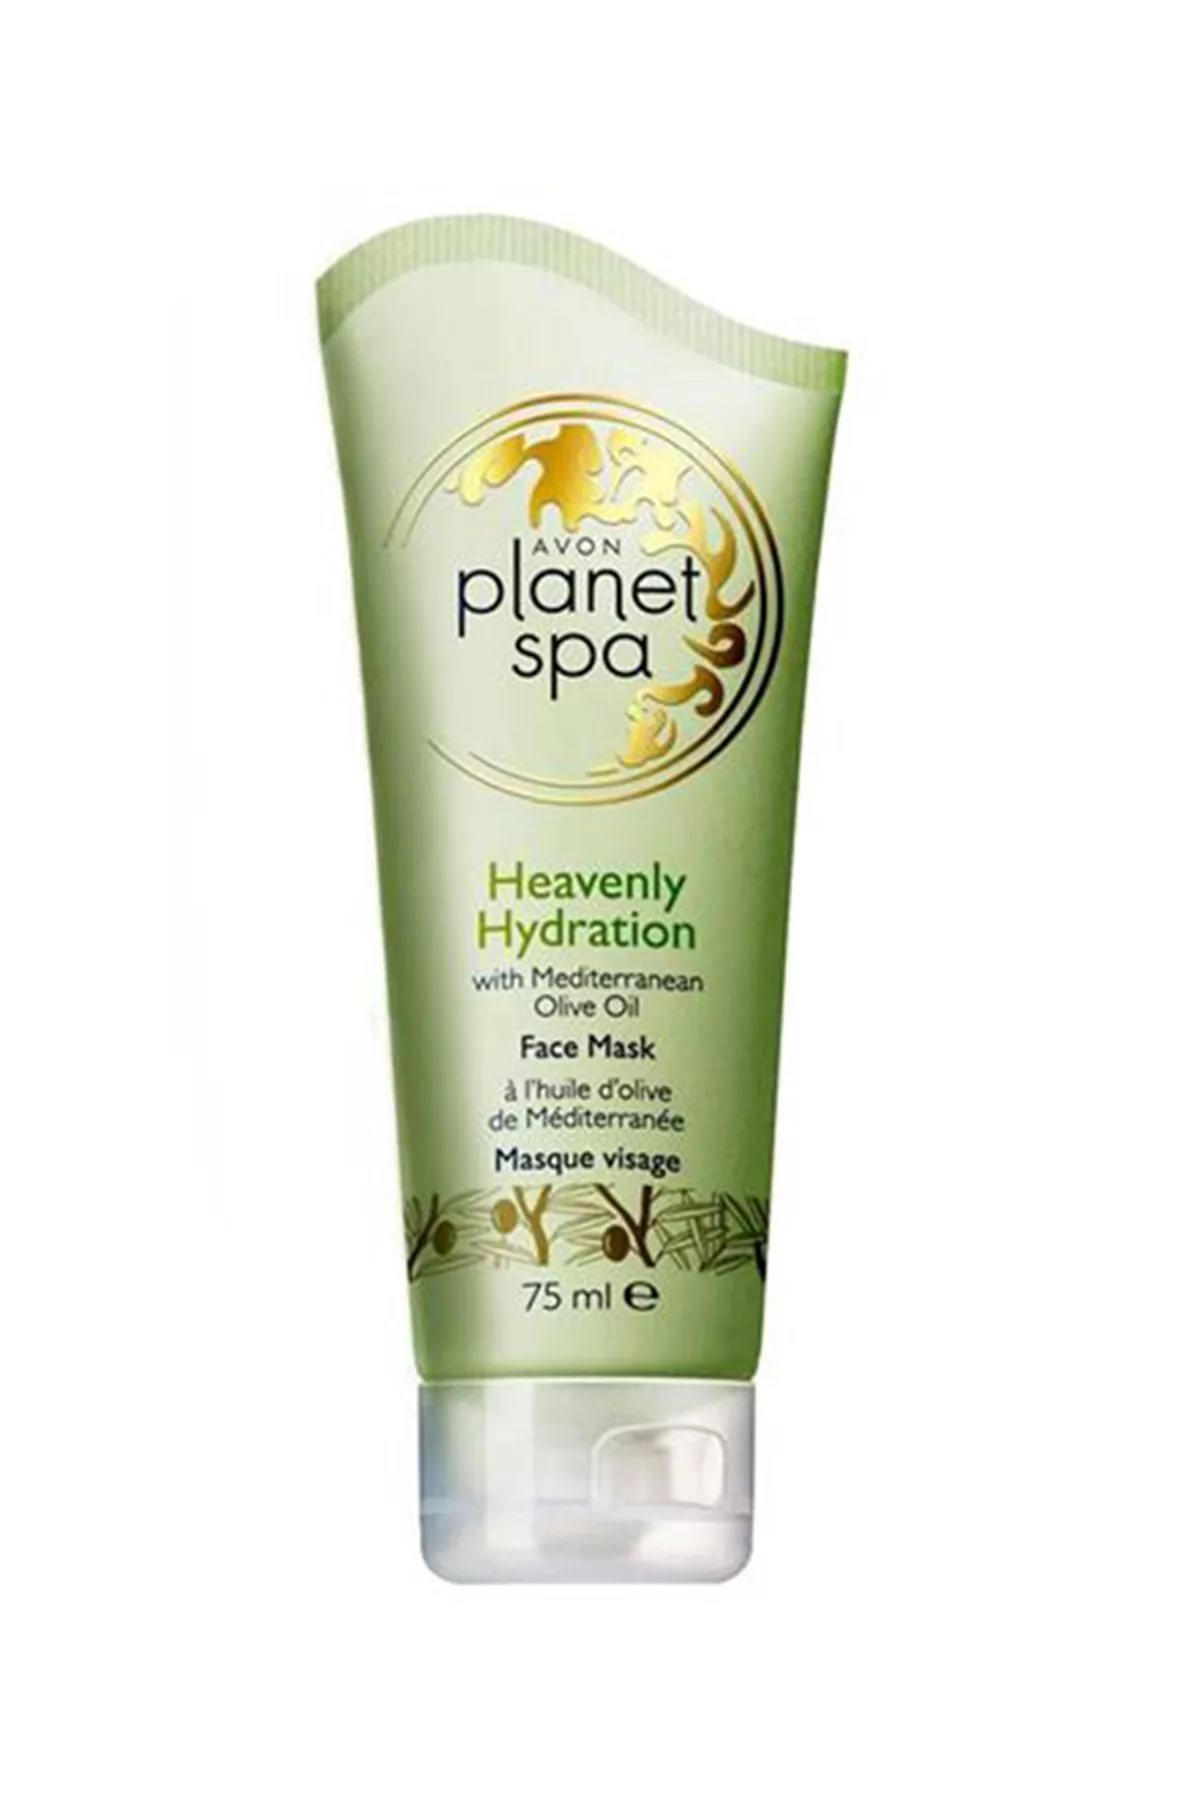 AVON
planet
spa
Heavenly
Hydration
with Mediterranean
Olive Oil
Face Mask
à l'huile d'olive
de Méditerranée
Masque visage
75 ml ℮